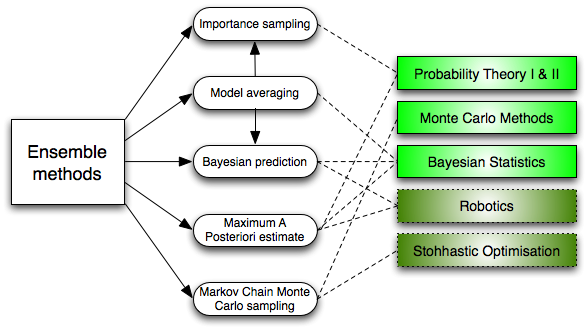 Importance sampling
Model averaging
Ensemble
methods
Bayesian prediction
Maximum A
Posteriori estimate
Markov Chain Monte
Carlo sampling
Probability Theory I & II
Monte Carlo Methods
Bayesian Statistics
Robotics
Stohhastic Optimisation